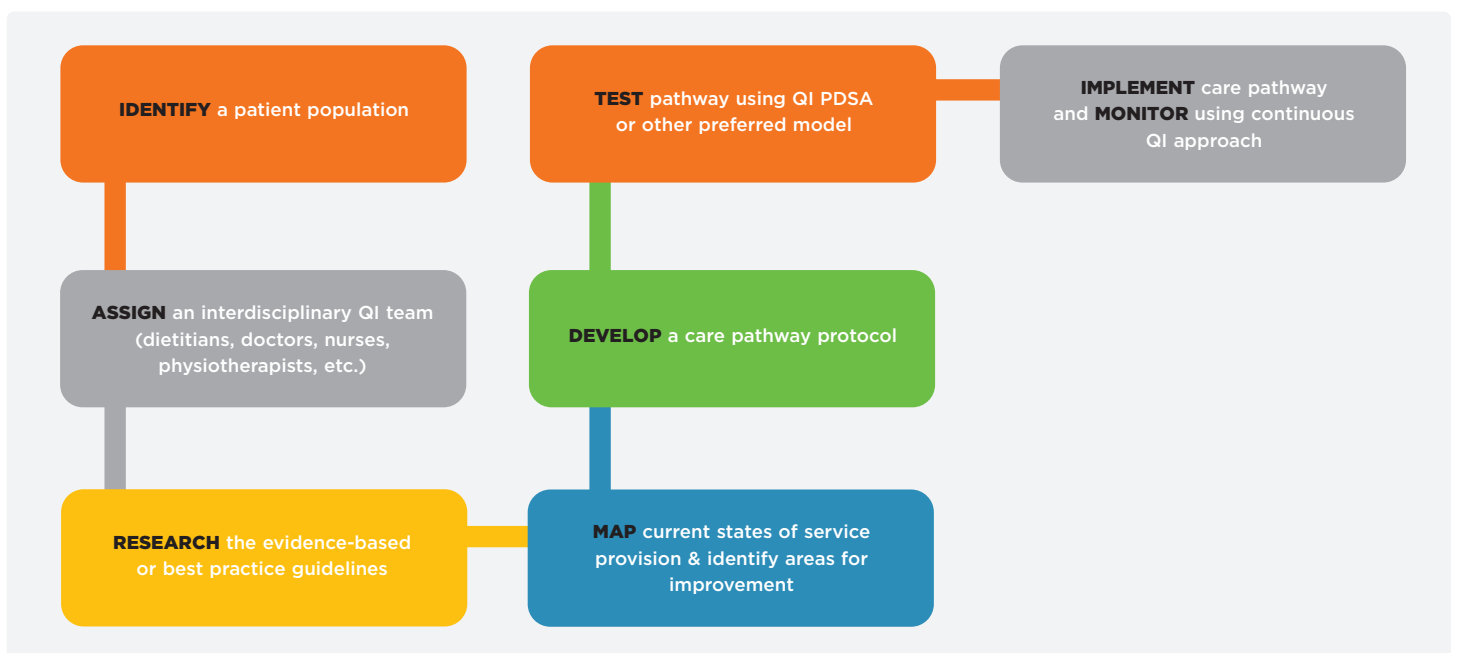 IDENTIFY a patient population
ASSIGN an interdisciplinary QI team
(dietitians, doctors, nurses,
physiotherapists, etc.)
RESEARCH the evidence-based
or best practice guidelines
MAP current states of service
provision & identify areas for
improvement
DEVELOP a care pathway protocol
TEST pathway using QI PDSA
or other preferred model
IMPLEMENT care pathway
and MONITOR using continuous
QI approach